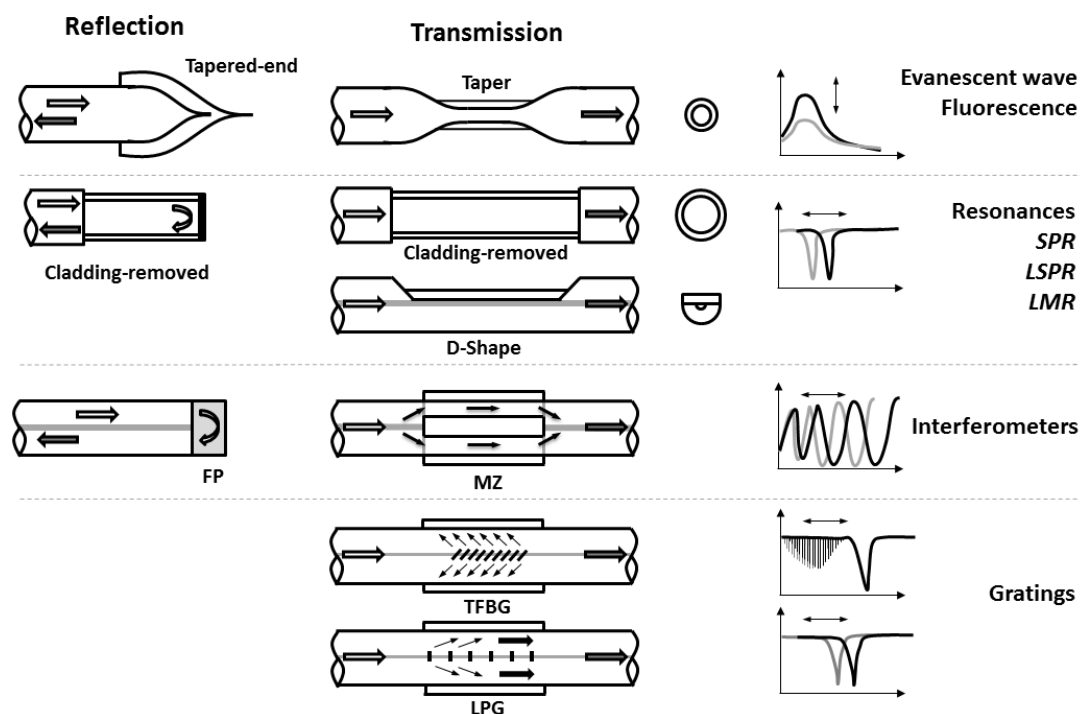 Reflection
Transmission
Tapered-end
Taper
Evanescent wave
Fluorescence
Cladding-removed
Cladding-removed
Resonances
SPR
LSPR
LMR
D-Shape
FP
MZ
Interferometers
TFBG
Gratings
LPG